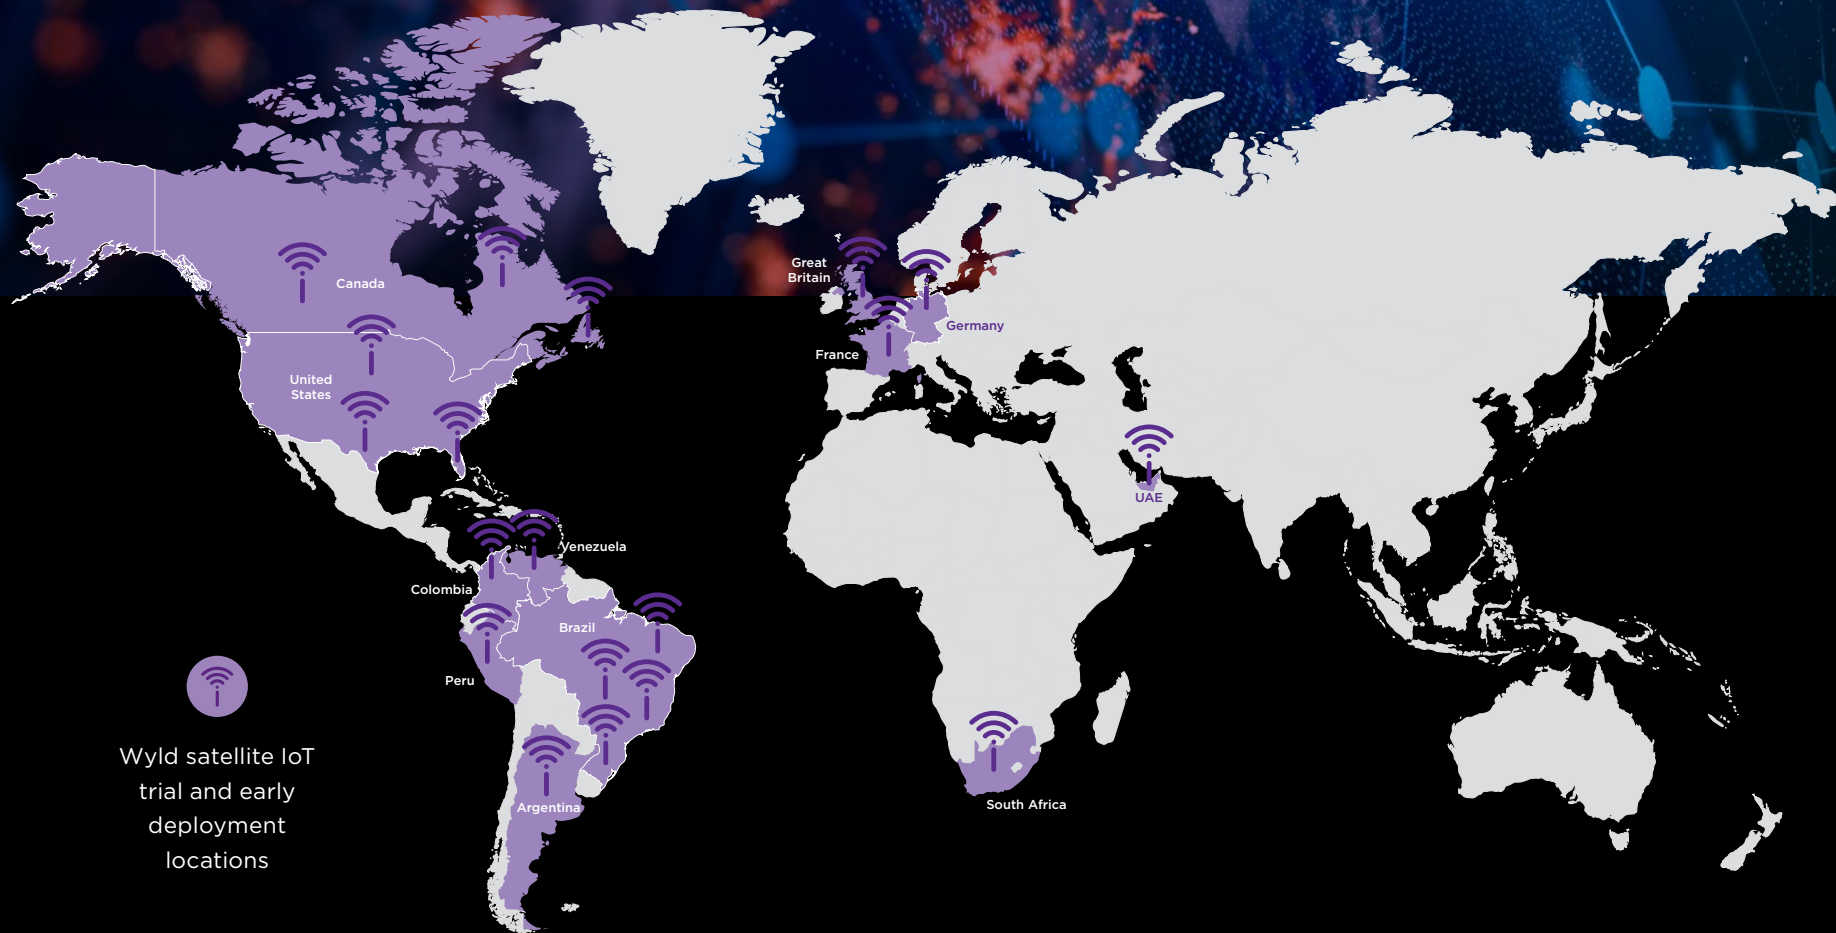 Canada
United
States
Great
Britain
Germany
France
UAE
Venezuela
Colombia
Brazil
Peru
Argentina
South Africa
Wyld satellite IoT
trial and early
deployment
locations